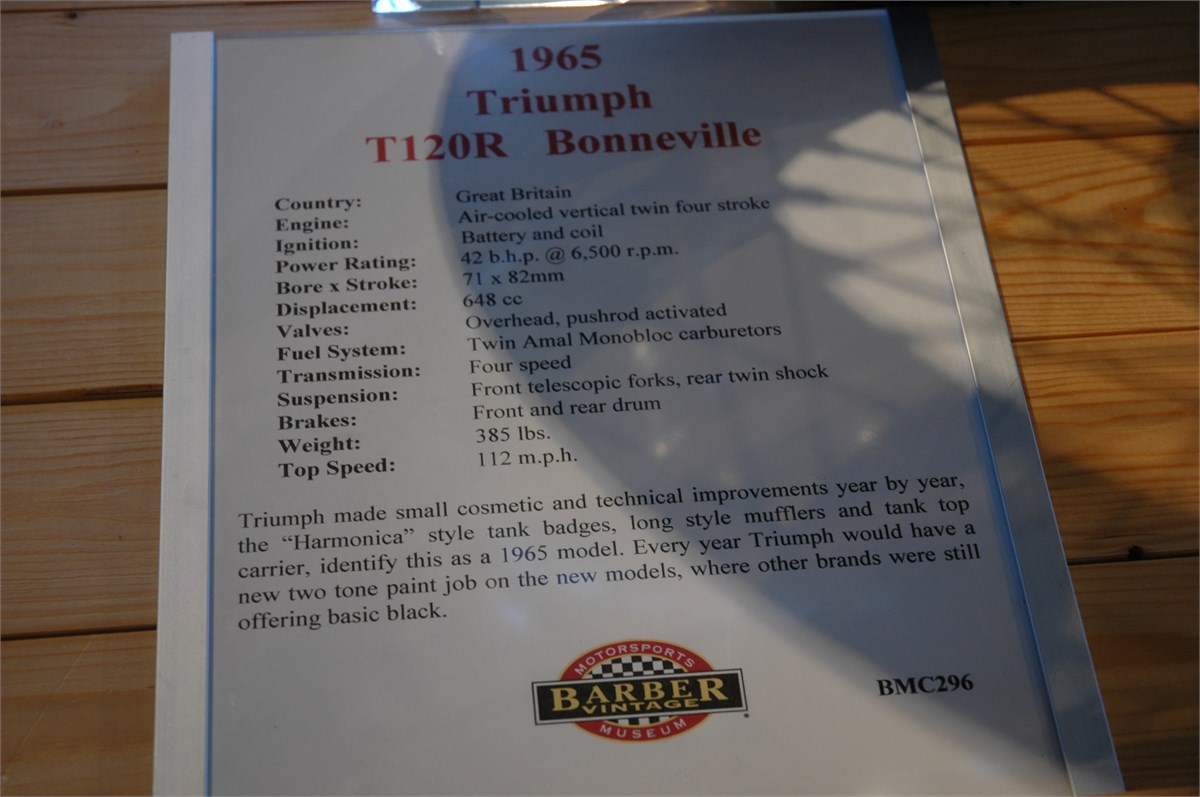 1965
Triumph
T120R Bonneville
Country: Great Britain
Engine: Air-cooled vertical twin four stroke
Ignition: Battery and coil
Power Rating: 42 b.h.p. @ 6,500 r.p.m.
Bore x Stroke: 71 x 82mm
Displacement: 648 cc
Valves: Overhead, pushrod activated
Fuel System: Twin Amal Monobloc carburetors
Transmission: Four speed
Suspension: Front telescopic forks, rear twin shock
Brakes: Front and rear drum
Weight: 385 lbs.
Top Speed: 112 m.p.h.
Triumph made small cosmetic and technical improvements year by year,
the “Harmonica” style tank badges, long style mufflers and tank top
carrier, identify this as a 1965 model. Every year Triumph would have a
new two tone paint job on the new models, where other brands were still
offering basic black.
MOTORSPORTS
BARBER
VINTAGE
MUSEUM
BMC296